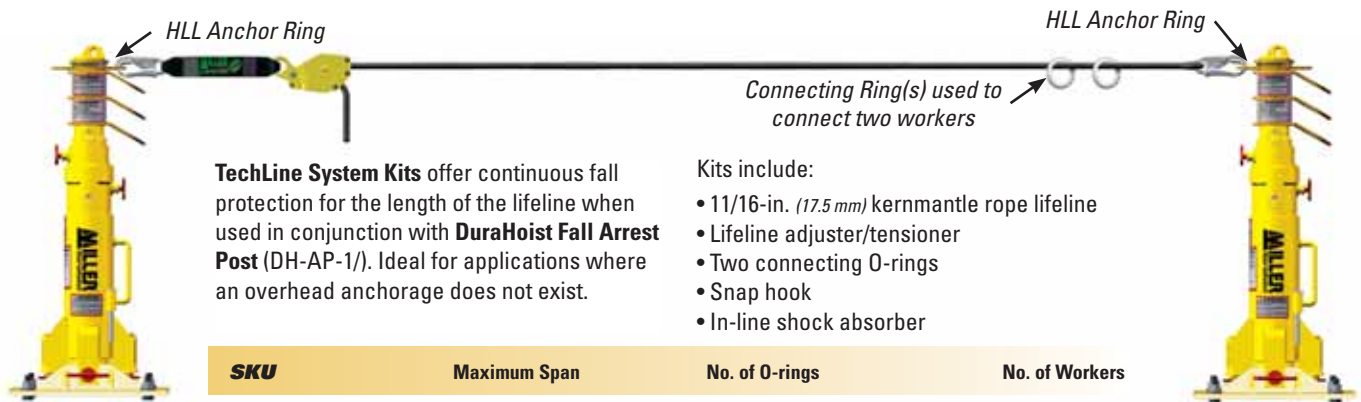 HLL Anchor Ring
HLL Anchor Ring
Connecting Ring(s) used to
connect two workers
TechLine System Kits offer continuous fall
protection for the length of the lifeline when
used in conjunction with DuraHoist Fall Arrest
Post (DH-AP-1/). Ideal for applications where
an overhead anchorage does not exist.
Kits include:
• 11/16-in. (17.5 mm) kernmantle rope lifeline
• Lifeline adjuster/tensioner
• Two connecting O-rings
• Snap hook
• In-line shock absorber
MILLER
MILLER
SKU Maximum Span No. of O-rings No. of Workers